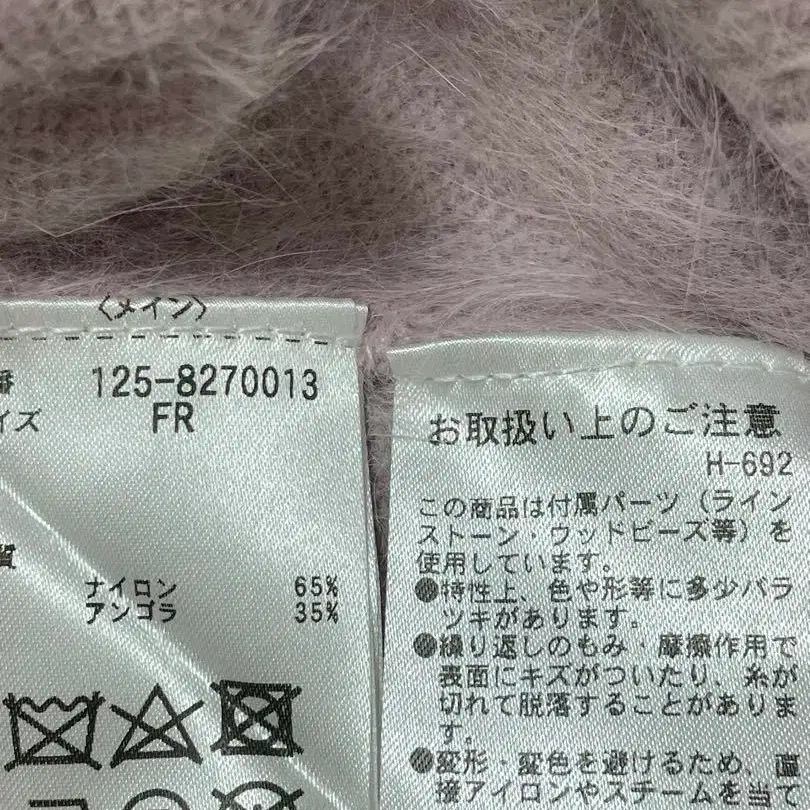 〈メイン〉
番 125-8270013
イズ FR
質
ナイロン 65%
アンゴラ 35%
お取扱い上のご注意
H-692
この商品は付属パーツ（ライン
ストーン・ウッドビーズ等）を
使用しています。
●特性上、色や形等に多少バラ
ツキがあります。
●繰り返しのもみ・摩擦作用で
表面にキズがついたり、糸が
切れて脱落することがありま
す。
●変形・変色を避けるため、直
接アイロンやスチームを当て